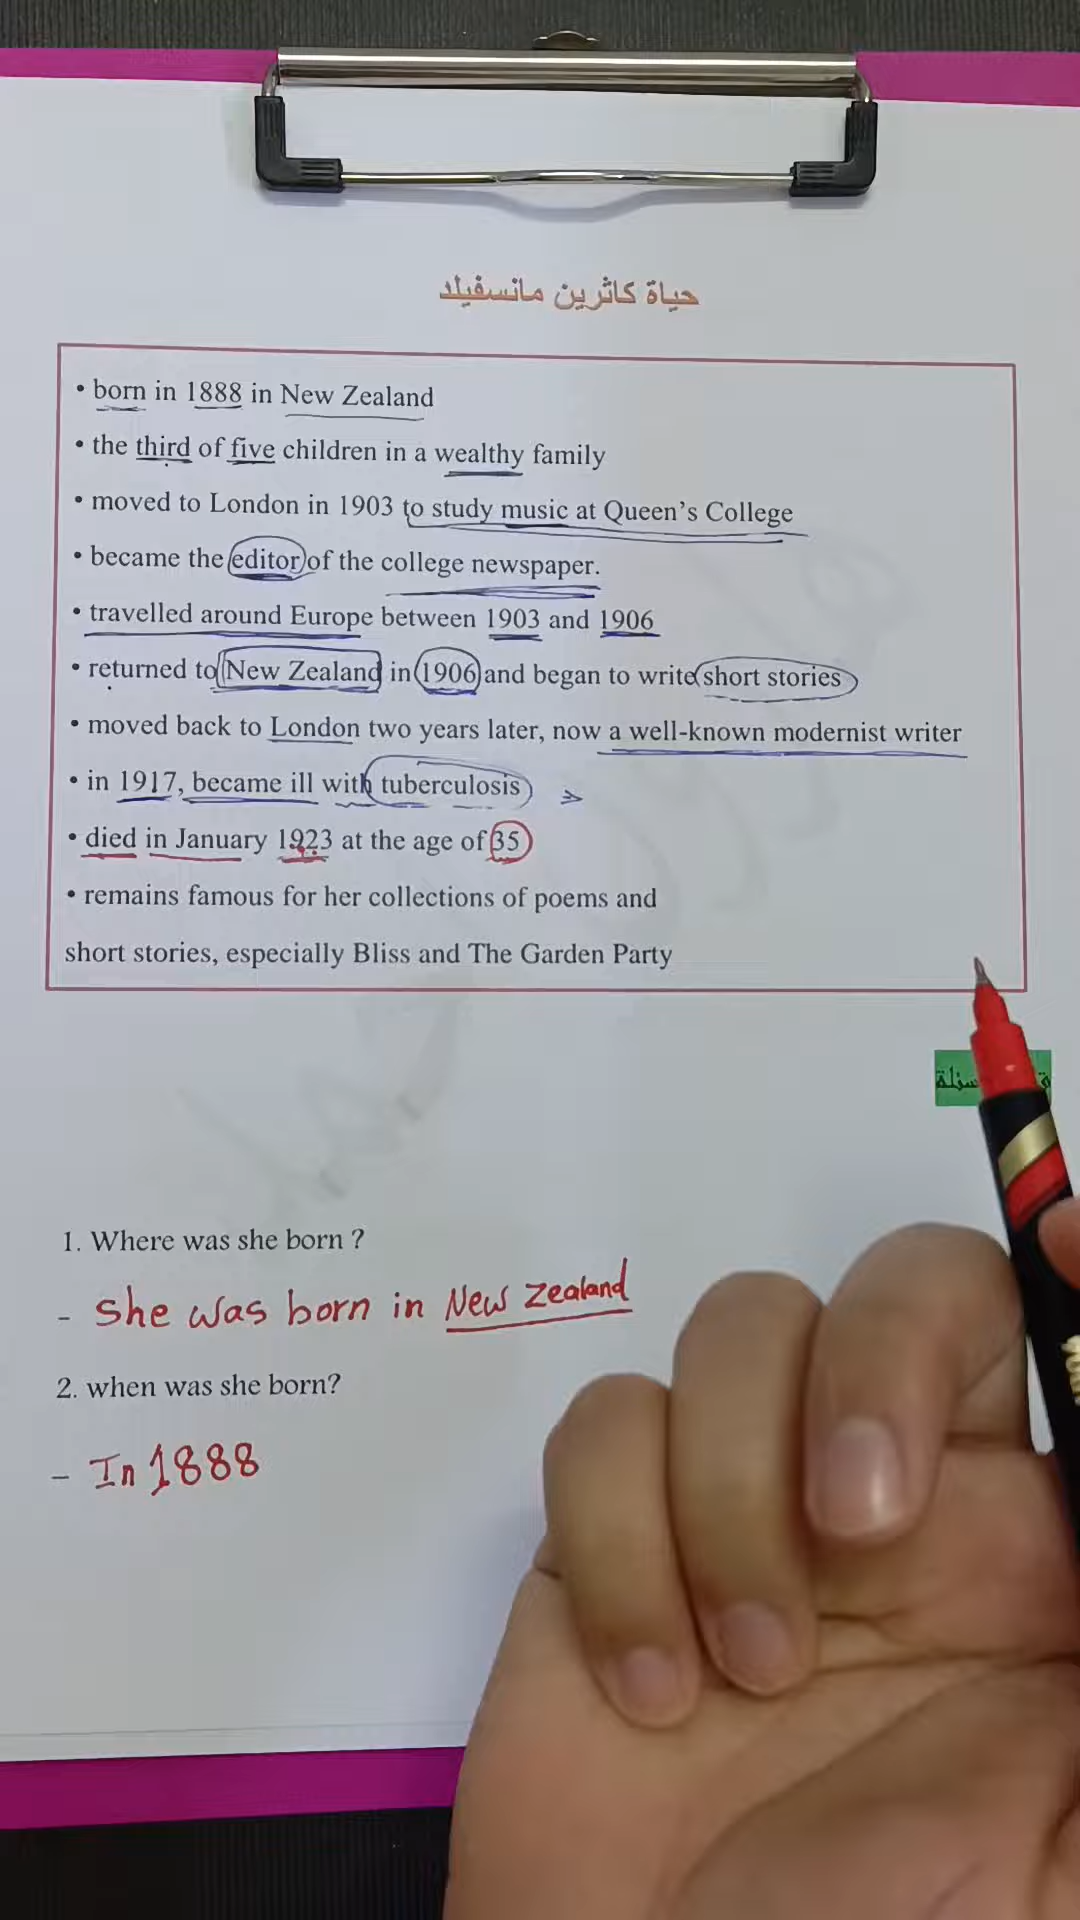 حياة كاثرين مانسفيلد
• born in 1888 in New Zealand
• the third of five children in a wealthy family
• moved to London in 1903 to study music at Queen's College
• became the editor of the college newspaper.
• travelled around Europe between 1903 and 1906
• returned to New Zealand in 1906 and began to write short stories
• moved back to London two years later, now a well-known modernist writer
• in 1917, became ill with tuberculosis
• died in January 1923 at the age of 35
• remains famous for her collections of poems and
short stories, especially Bliss and The Garden Party
1. Where was she born ?
- She was born in New Zealand
2. when was she born?
- In 1888